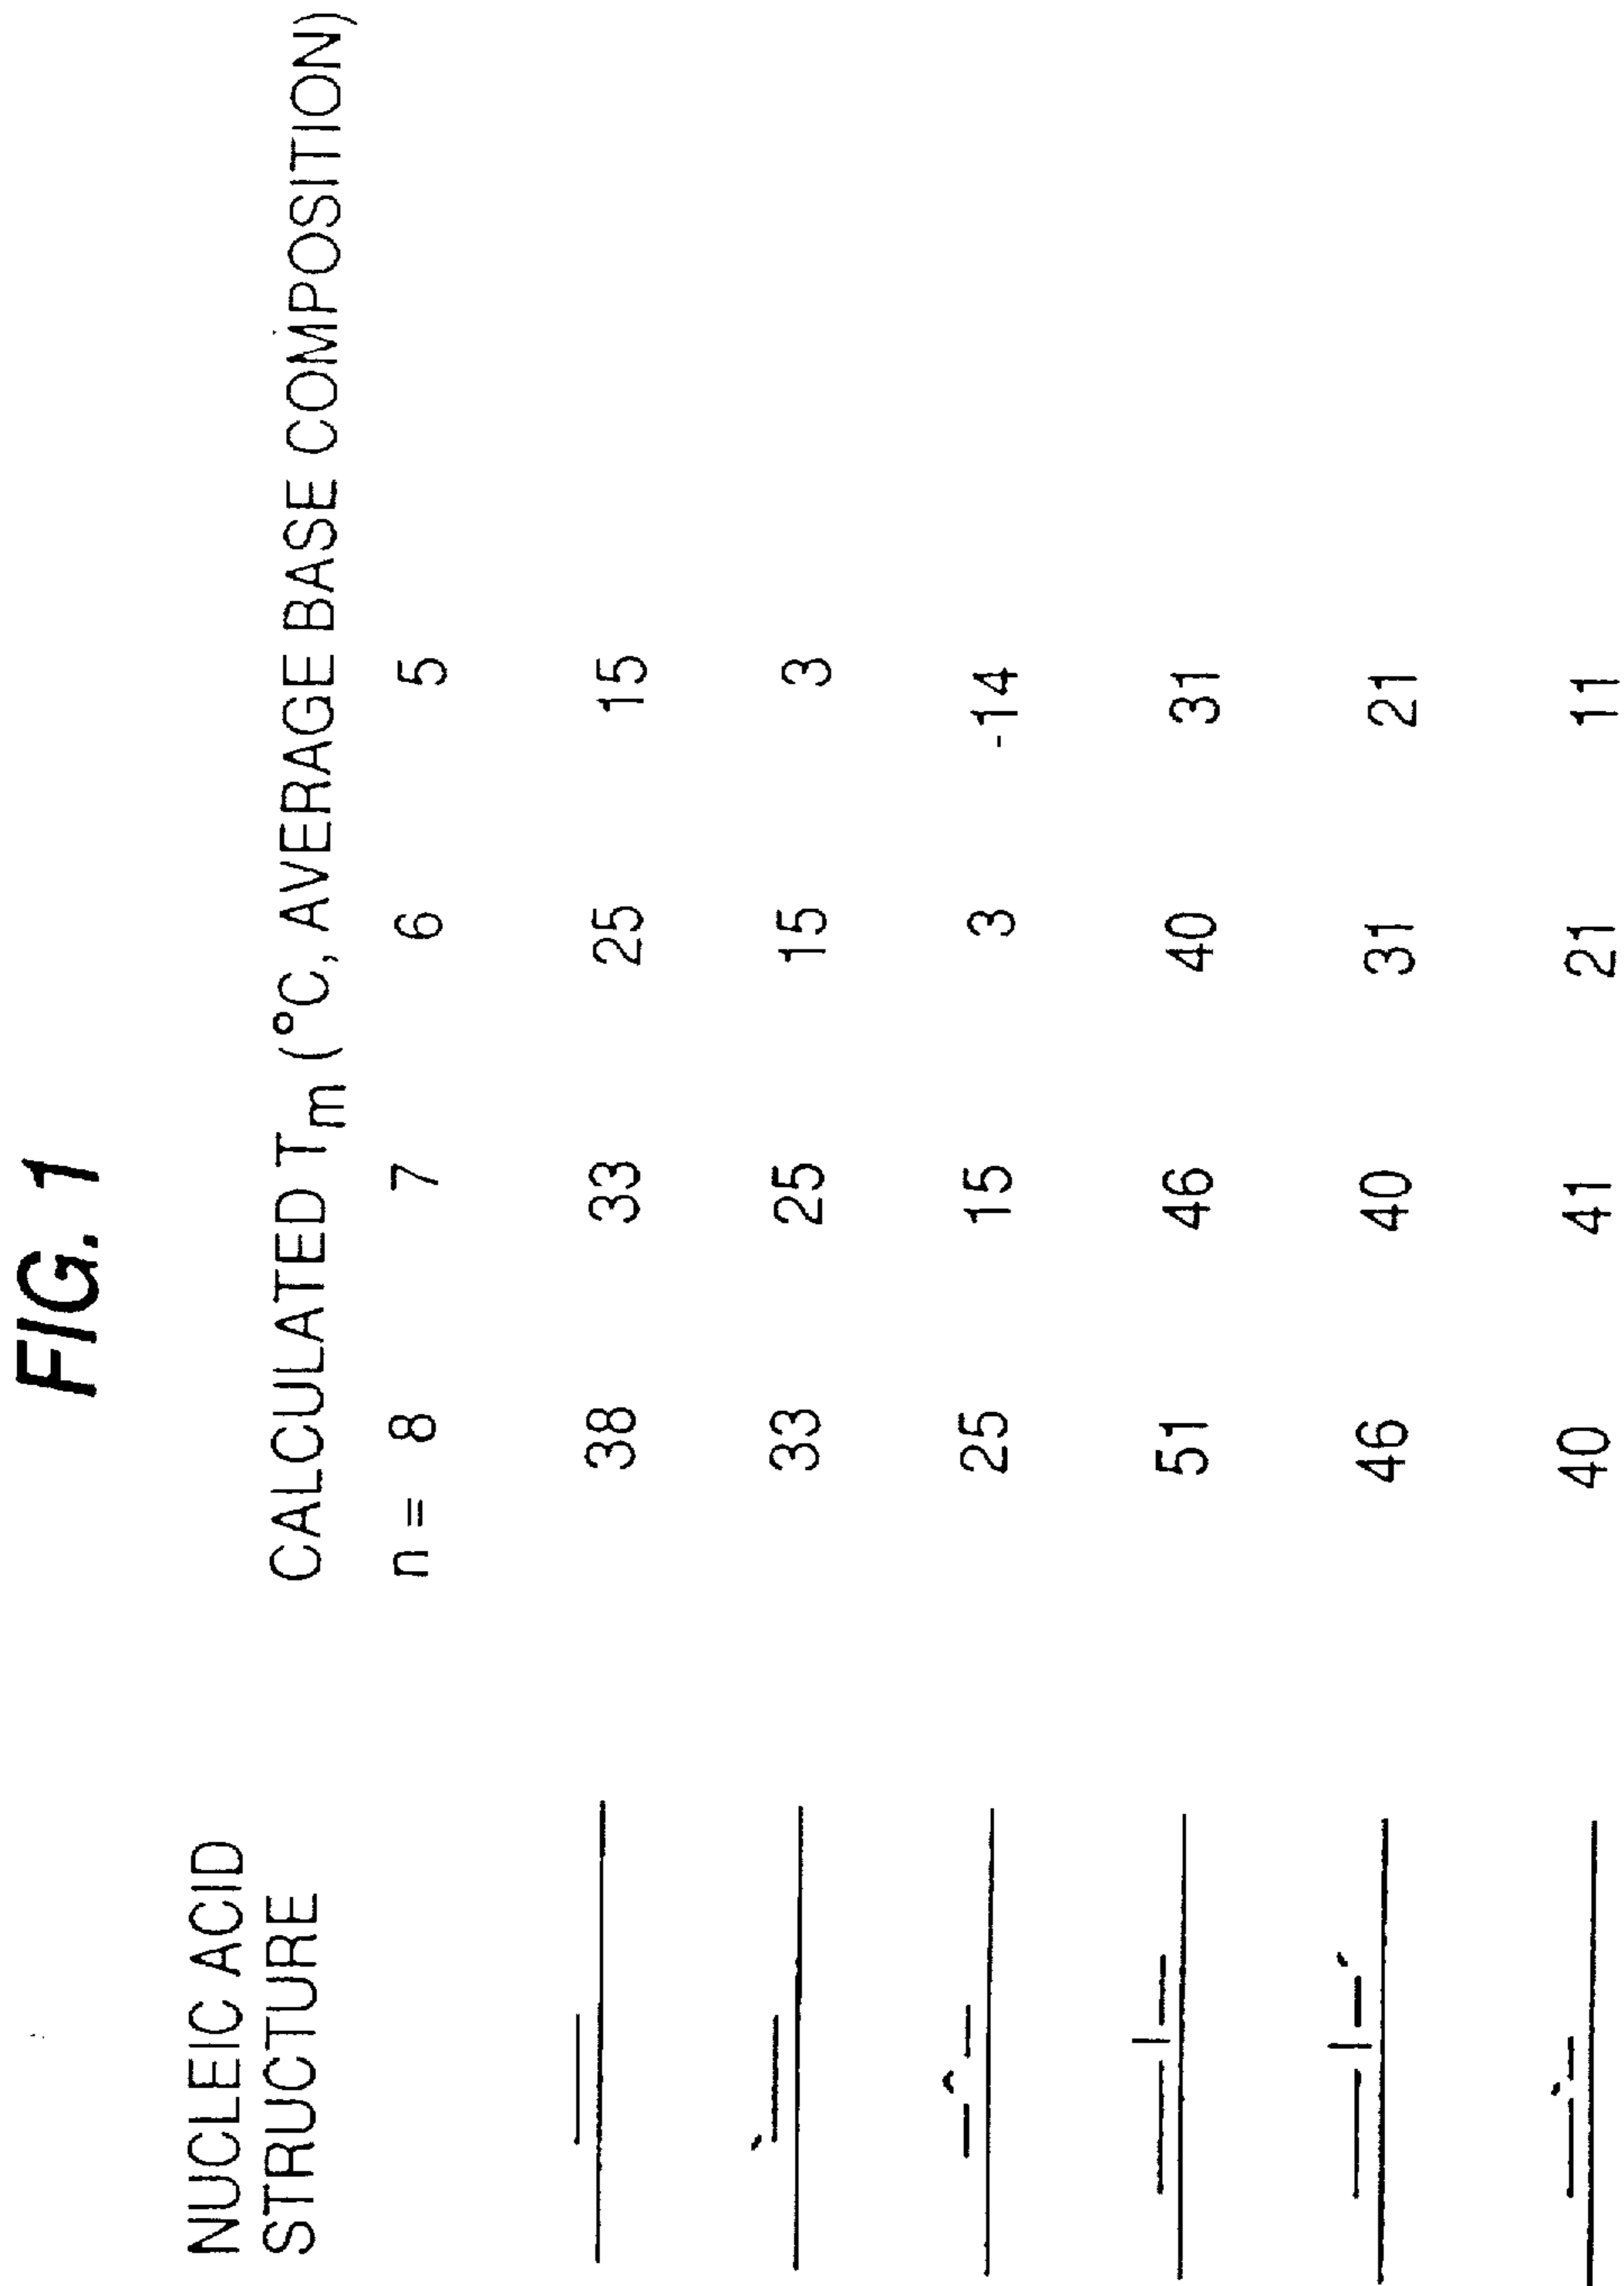 FIG. 1
NUCLEIC ACID
STRUCTURE
CALCULATED Tm (°C, AVERAGE BASE COMPOSITION)
n = 8 7 6 5
38 33 25 15
33 25 15 3
25 15 3 -14
51 46 40 31
46 40 31 21
40 41 21 11